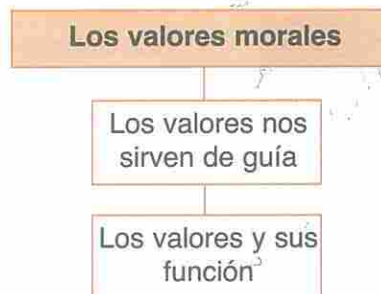 Los valores morales
Los valores nos
sirven de guía
Los valores y sus
función